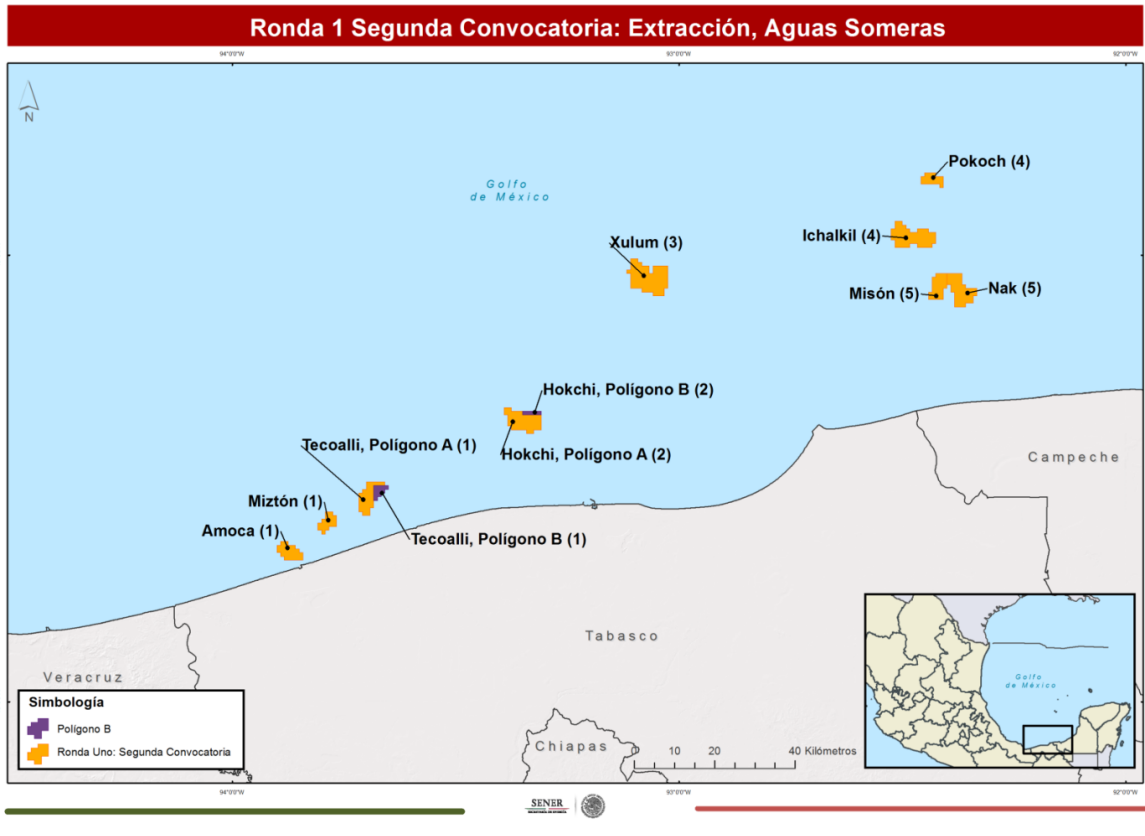 Ronda 1 Segunda Convocatoria: Extracción, Aguas Someras
94°0'0"W
93°0'0"W
92°0'0"W
N
Golfo
de México
Pokoch (4)
Ichalkil (4)
Xulum (3)
Misón (5)
Nak (5)
Hokchi, Polígono B (2)
Hokchi, Polígono A (2)
Tecoalli, Polígono A (1)
Miztón (1)
Amoca (1)
Tecoalli, Polígono B (1)
Campeche
Tabasco
Veracruz
Chiapas
Simbología
Polígono B
Ronda Uno: Segunda Convocatoria
0 10 20 40 Kilómetros
Golfo
de México
94°0'0"W
93°0'0"W
92°0'0"W
SENER